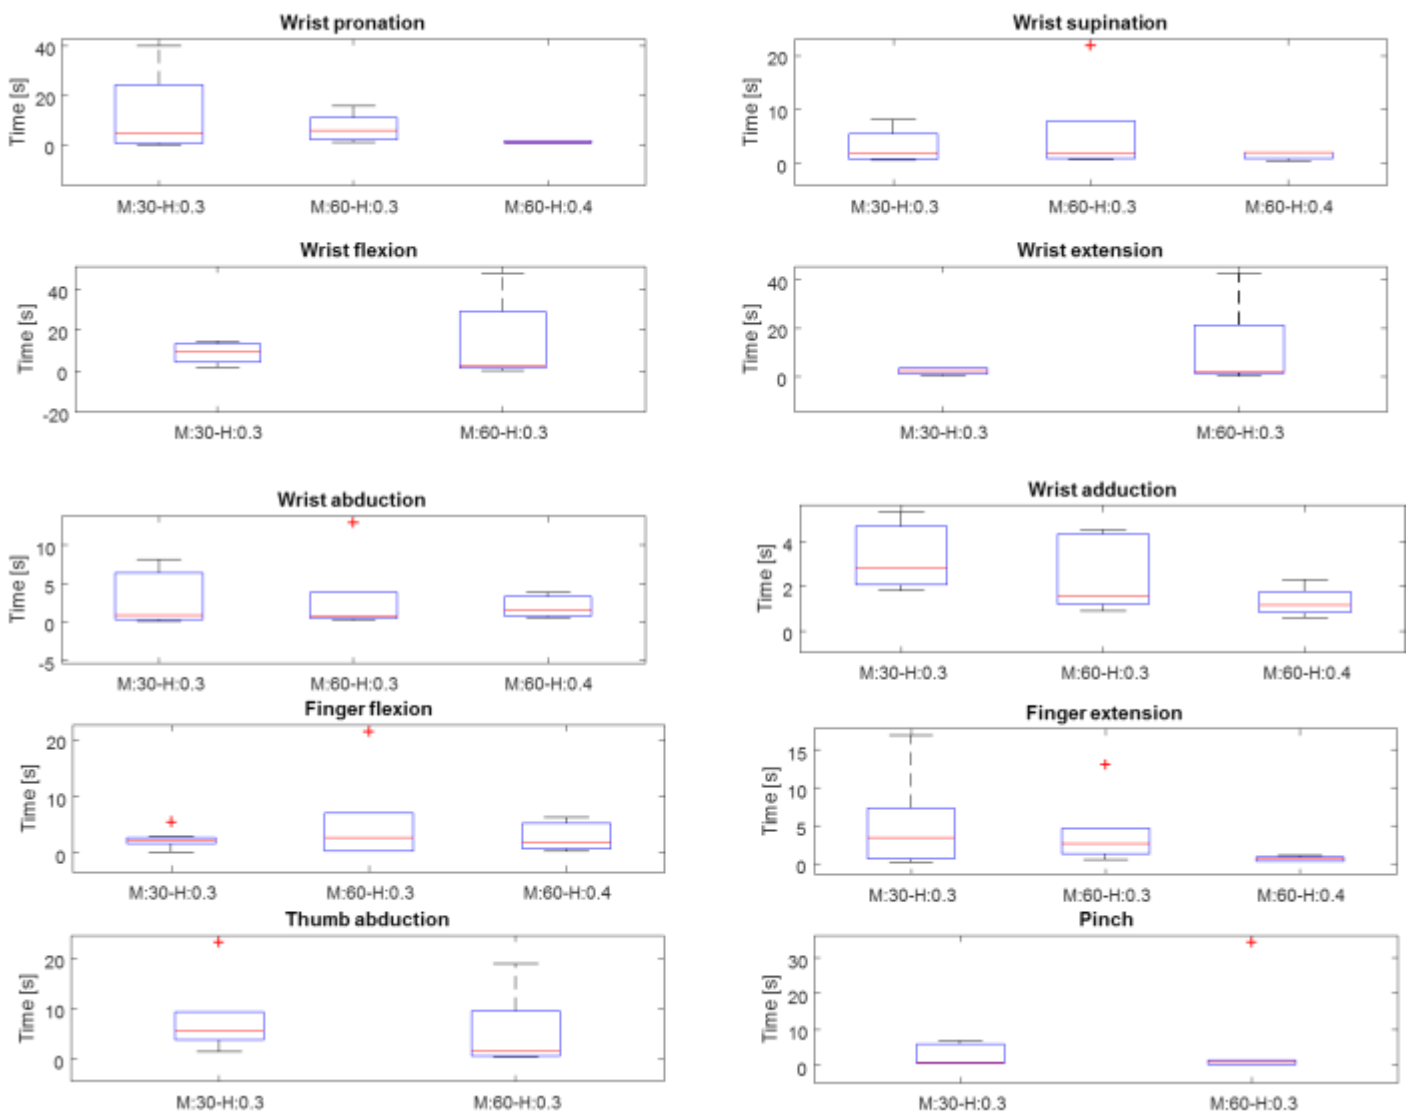 Wrist pronation
Time [s]
40
20
0
M:30-H:0.3 M:60-H:0.3 M:60-H:0.4
Wrist supination
Time [s]
20
10
0
M:30-H:0.3 M:60-H:0.3 M:60-H:0.4
Wrist flexion
Time [s]
40
20
0
-20
M:30-H:0.3 M:60-H:0.3
Wrist extension
Time [s]
40
20
0
M:30-H:0.3 M:60-H:0.3
Wrist abduction
Time [s]
10
5
0
-5
M:30-H:0.3 M:60-H:0.3 M:60-H:0.4
Wrist adduction
Time [s]
4
2
0
M:30-H:0.3 M:60-H:0.3 M:60-H:0.4
Finger flexion
Time [s]
20
10
0
M:30-H:0.3 M:60-H:0.3 M:60-H:0.4
Finger extension
Time [s]
15
10
5
0
M:30-H:0.3 M:60-H:0.3 M:60-H:0.4
Thumb abduction
Time [s]
20
10
0
M:30-H:0.3 M:60-H:0.3
Pinch
Time [s]
30
20
10
0
M:30-H:0.3 M:60-H:0.3